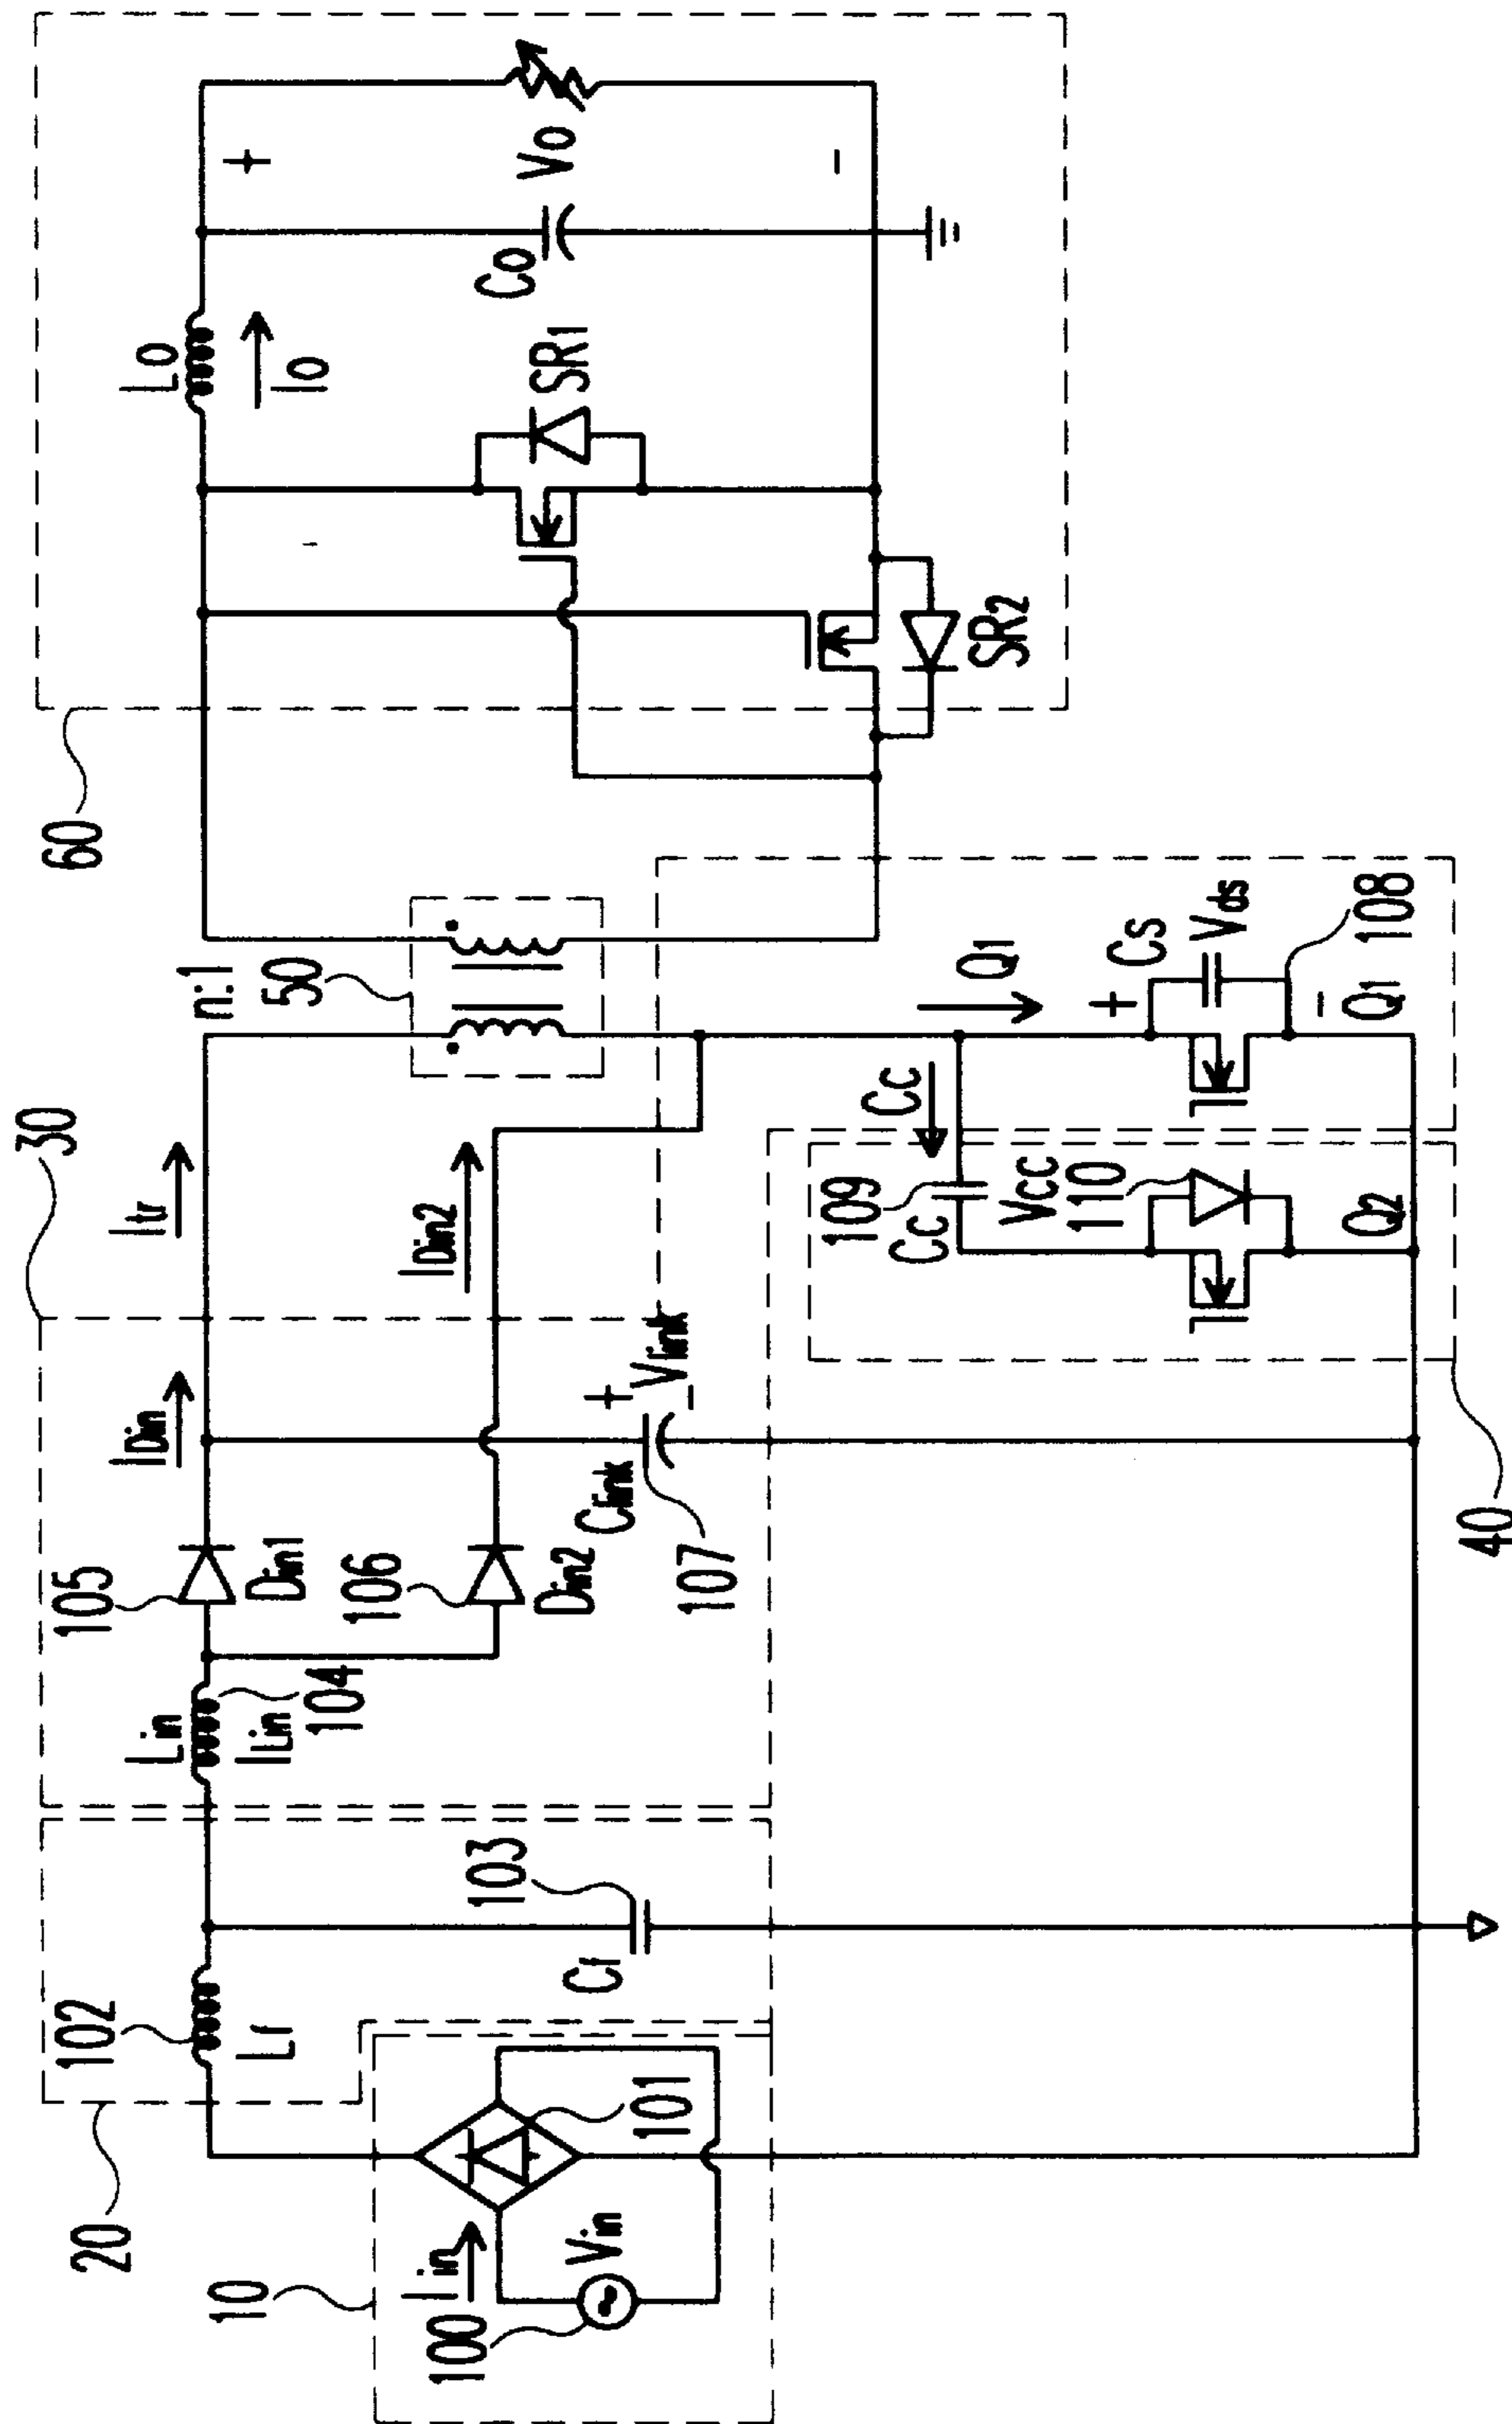 10
100
Iin
Vin
101
20
102
Lf
Cf
103
Lin
ILin
104
105
Din1
106
Din2
107
Clink
+
Vlink
-
IDin
30
Itr
IDin2
n:1
50
40
109
CC
CC
VCC
110
Q2
Q1
+
CS
Vds
-
Q1
108
60
SR2
SR1
LO
IO
CO
+
VO
-